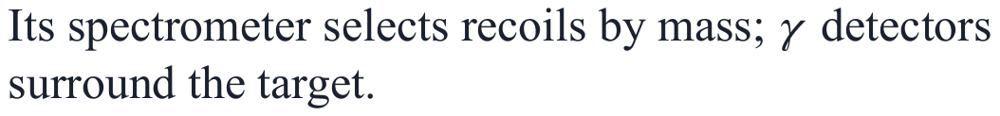 Its spectrometer selects recoils by mass; γ detectors
surround the target.